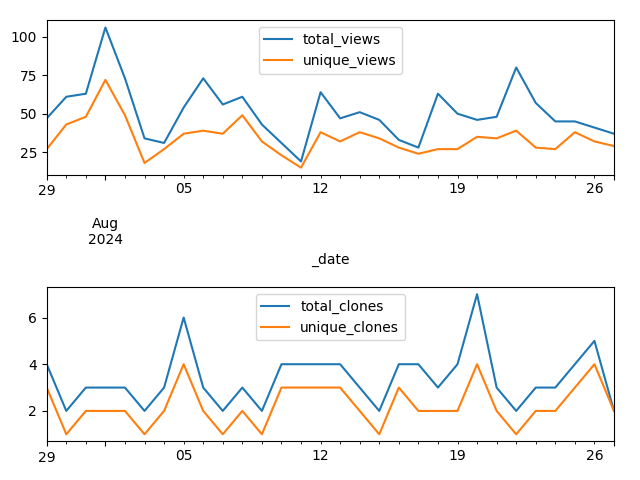 100
75
50
25
total_views
unique_views
29 05 12 19 26
Aug
2024
_date
6
4
2
total_clones
unique_clones
29 05 12 19 26